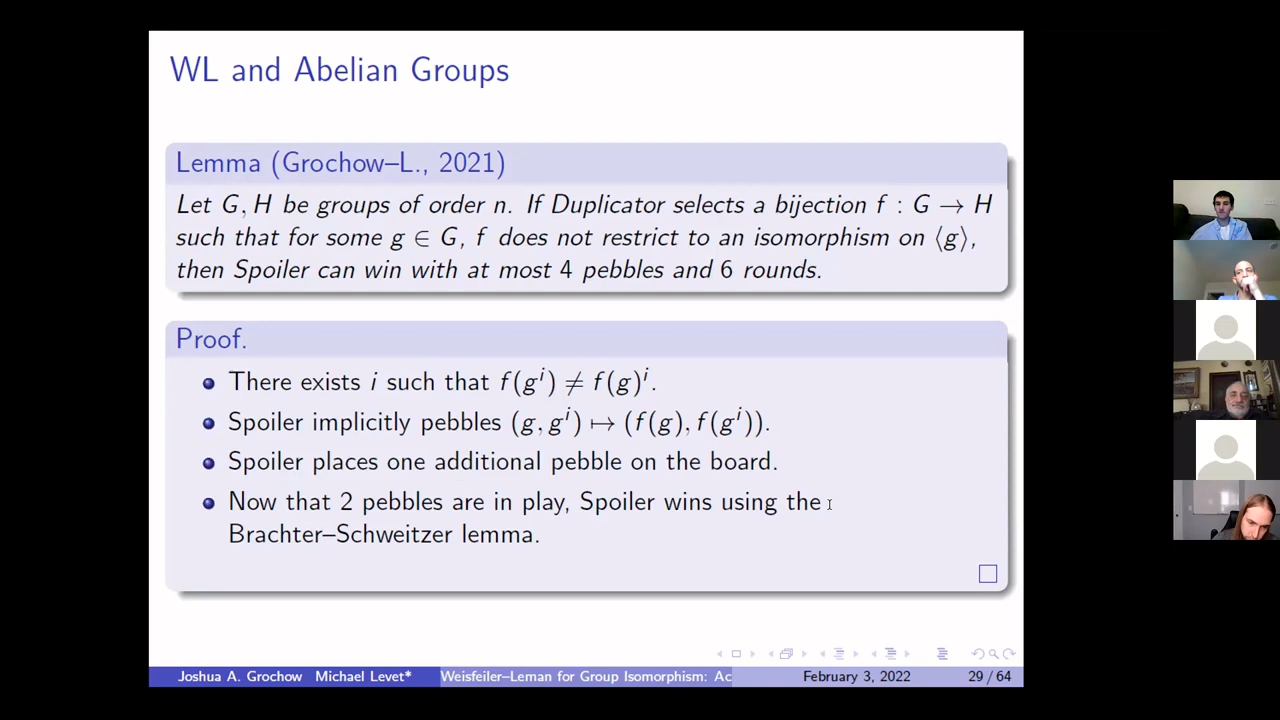 WL and Abelian Groups
Lemma (Grochow–L., 2021)
Let G, H be groups of order n. If Duplicator selects a bijection f : G → H
such that for some g ∈ G, f does not restrict to an isomorphism on ⟨g⟩,
then Spoiler can win with at most 4 pebbles and 6 rounds.
Proof.
There exists i such that f(gⁱ) ≠ f(g)ⁱ.
Spoiler implicitly pebbles (g, gⁱ) ↦ (f(g), f(gⁱ)).
Spoiler places one additional pebble on the board.
Now that 2 pebbles are in play, Spoiler wins using the
Brachter–Schweitzer lemma.
Joshua A. Grochow Michael Levet* Weisfeiler–Leman for Group Isomorphism: Ac February 3, 2022 29 / 64